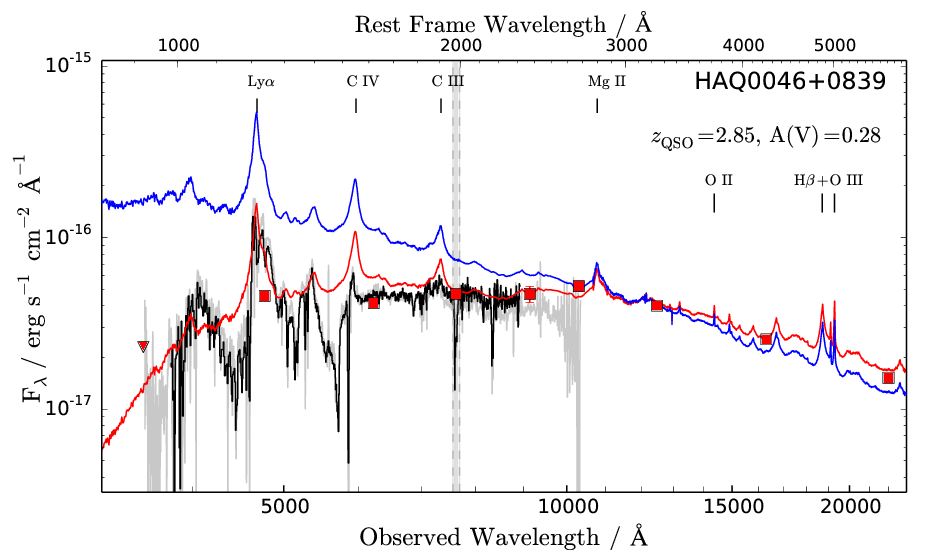 Rest Frame Wavelength / Å
1000 2000 3000 4000 5000
10⁻¹⁵
Lyα C IV C III Mg II
HAQ0046+0839
z_QSO=2.85, A(V)=0.28
O II Hβ+O III
10⁻¹⁶
10⁻¹⁷
F_λ / erg s⁻¹ cm⁻² Å⁻¹
5000 10000 15000 20000
Observed Wavelength / Å